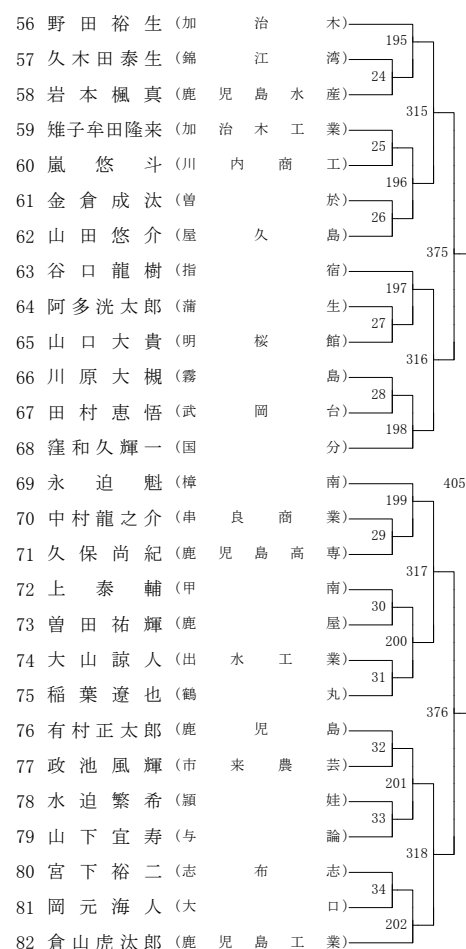 56 野田裕生 (加治木)
57 久木田泰生 (錦江湾)
58 岩本楓真 (鹿児島水産)
59 雉子牟田隆来 (加治木工業)
60 嵐悠斗 (川内商工)
61 金倉成汰 (曽於)
62 山田悠介 (屋久島)
63 谷口龍樹 (指宿)
64 阿多洸太郎 (蒲生)
65 山口大貴 (明桜館)
66 川原大槻 (霧島)
67 田村恵悟 (武岡台)
68 窪和久輝一 (国分)
69 永迫魁 (樟南)
70 中村龍之介 (串良商業)
71 久保尚紀 (鹿児島高専)
72 上泰輔 (甲南)
73 曽田祐輝 (鹿屋)
74 大山諒人 (出水工業)
75 稲葉遼也 (鶴丸)
76 有村正太郎 (鹿児島)
77 政池風輝 (市来農芸)
78 水迫繁希 (頴娃)
79 山下宜寿 (与論)
80 宮下裕二 (志布志)
81 岡元海人 (大口)
82 倉山虎汰郎 (鹿児島工業)
195
24
315
25
196
26
375
197
27
316
28
198
405
199
29
317
30
200
31
376
32
201
33
318
34
202